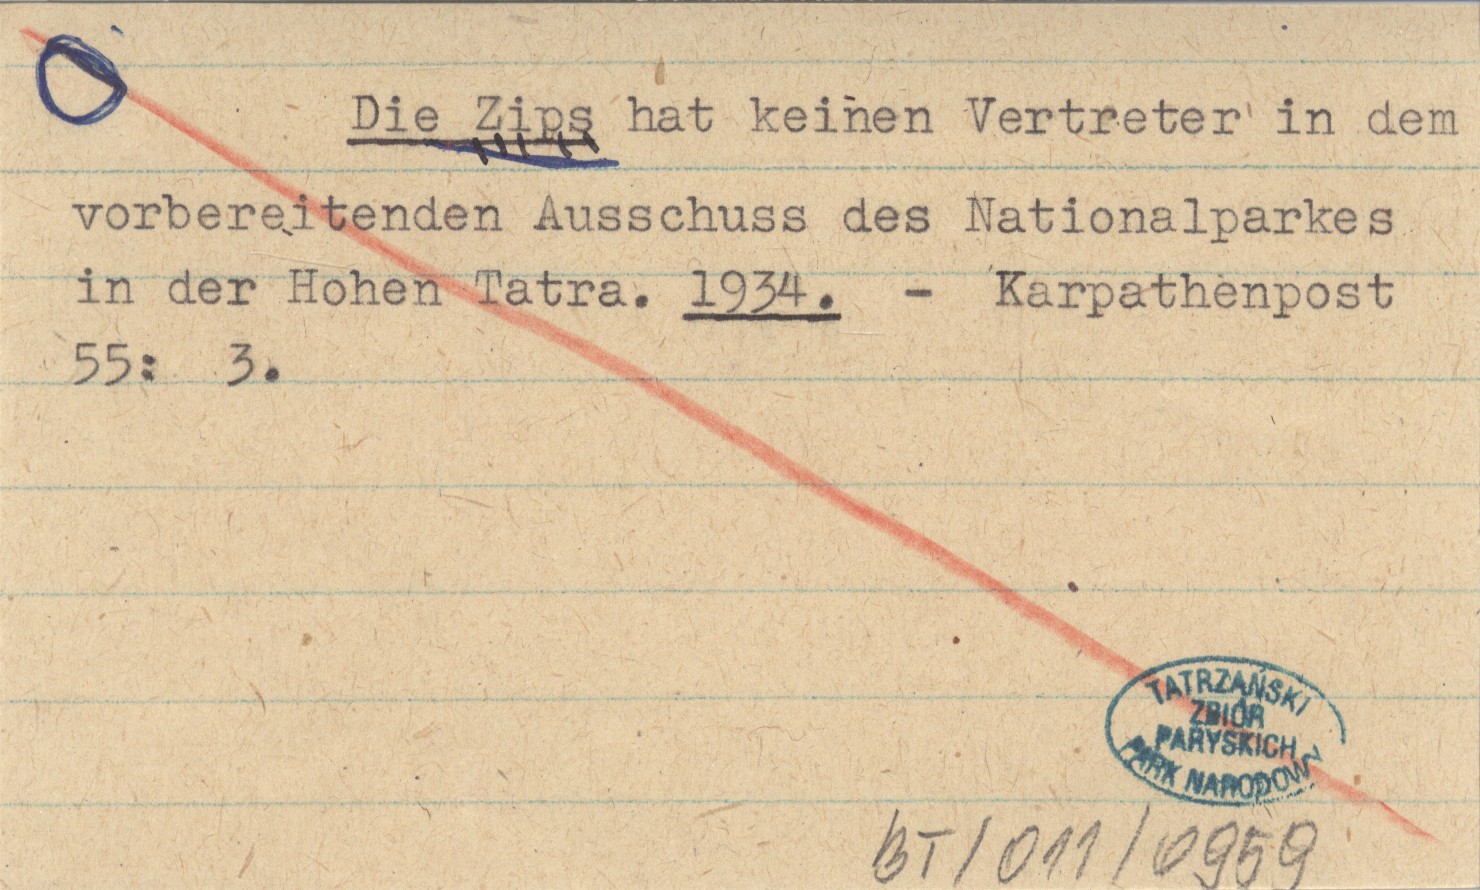 Die Zips hat keinen Vertreter in dem
vorbereitenden Ausschuss des Nationalparkes
in der Hohen Tatra. 1934. - Karpathenpost
55: 3.
TATRZAŃSKI
ZBIÓR
PARYSKICH
PARK NARODOWY
BT/011/0959